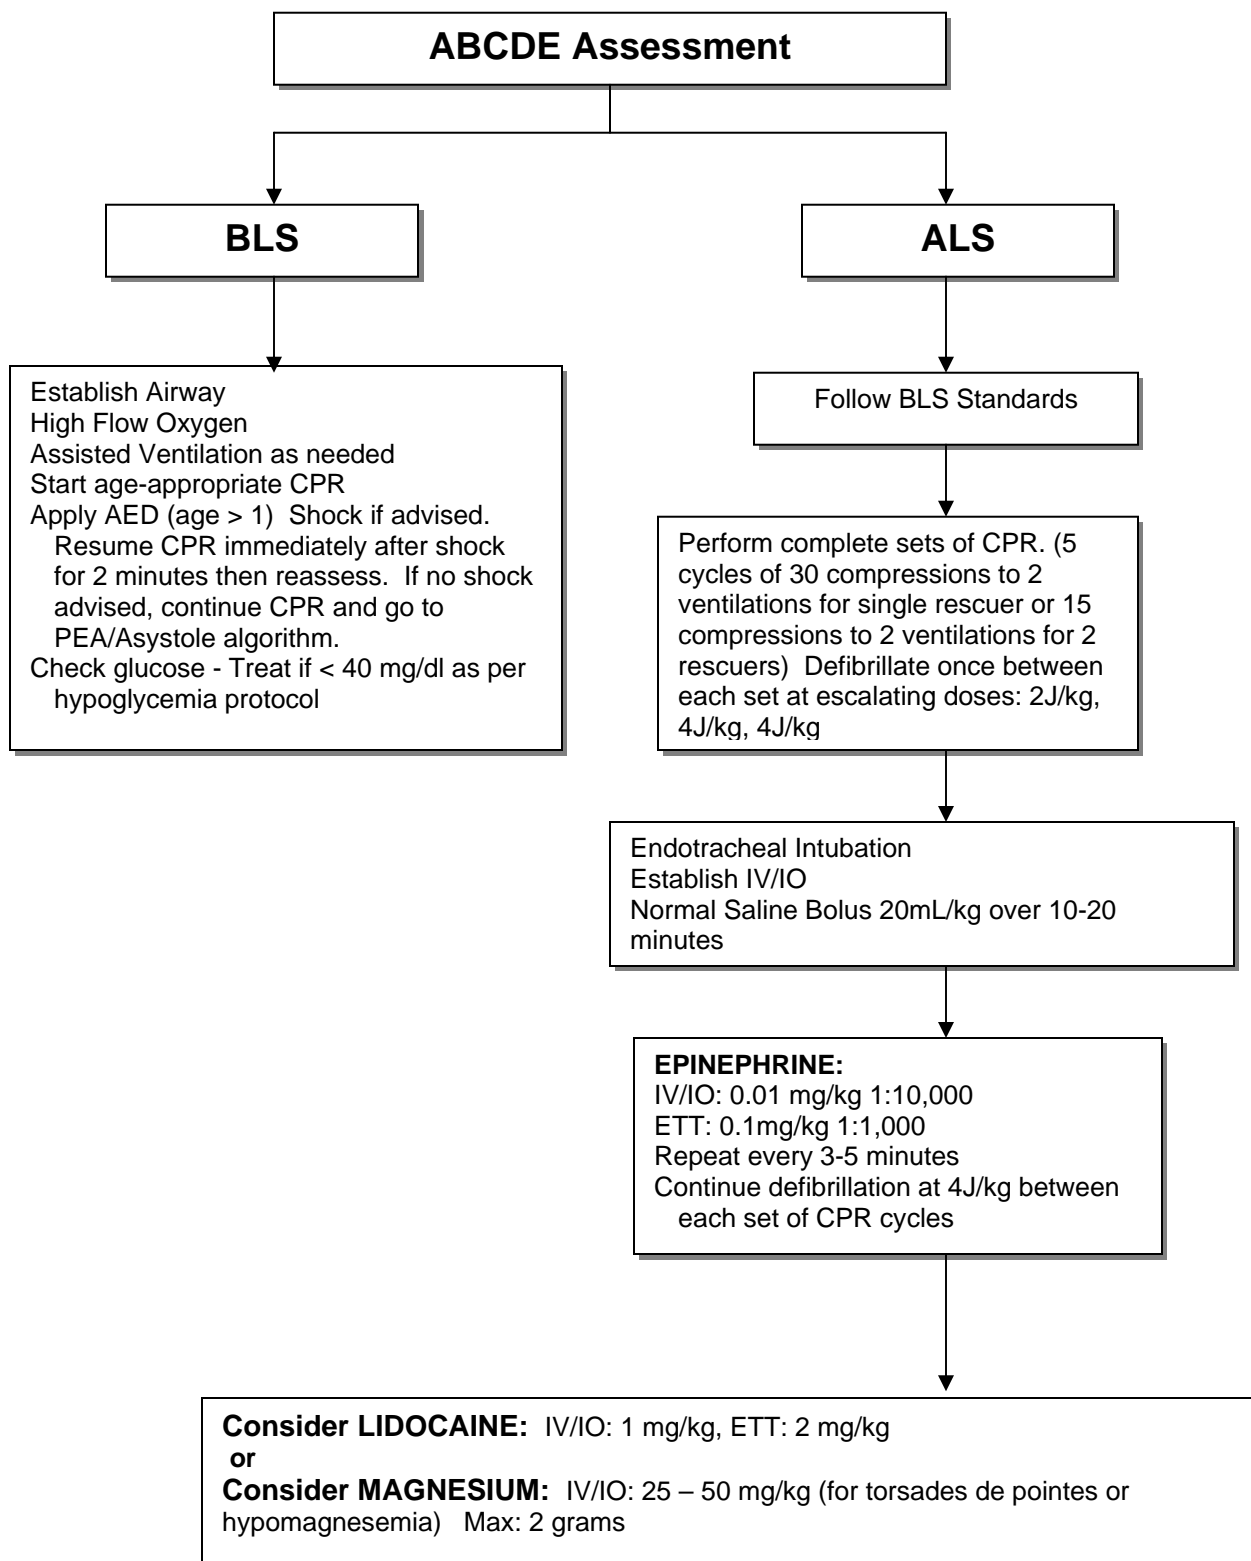 ABCDE Assessment
BLS
ALS
Establish Airway
High Flow Oxygen
Assisted Ventilation as needed
Start age-appropriate CPR
Apply AED (age > 1)  Shock if advised.
Resume CPR immediately after shock
for 2 minutes then reassess.  If no shock
advised, continue CPR and go to
PEA/Asystole algorithm.
Check glucose - Treat if < 40 mg/dl as per
hypoglycemia protocol
Follow BLS Standards
Perform complete sets of CPR. (5
cycles of 30 compressions to 2
ventilations for single rescuer or 15
compressions to 2 ventilations for 2
rescuers)  Defibrillate once between
each set at escalating doses: 2J/kg,
4J/kg, 4J/kg
Endotracheal Intubation
Establish IV/IO
Normal Saline Bolus 20mL/kg over 10-20
minutes
EPINEPHRINE:
IV/IO: 0.01 mg/kg 1:10,000
ETT: 0.1mg/kg 1:1,000
Repeat every 3-5 minutes
Continue defibrillation at 4J/kg between
each set of CPR cycles
Consider LIDOCAINE:  IV/IO: 1 mg/kg, ETT: 2 mg/kg
or
Consider MAGNESIUM:  IV/IO: 25 – 50 mg/kg (for torsades de pointes or
hypomagnesemia)   Max: 2 grams